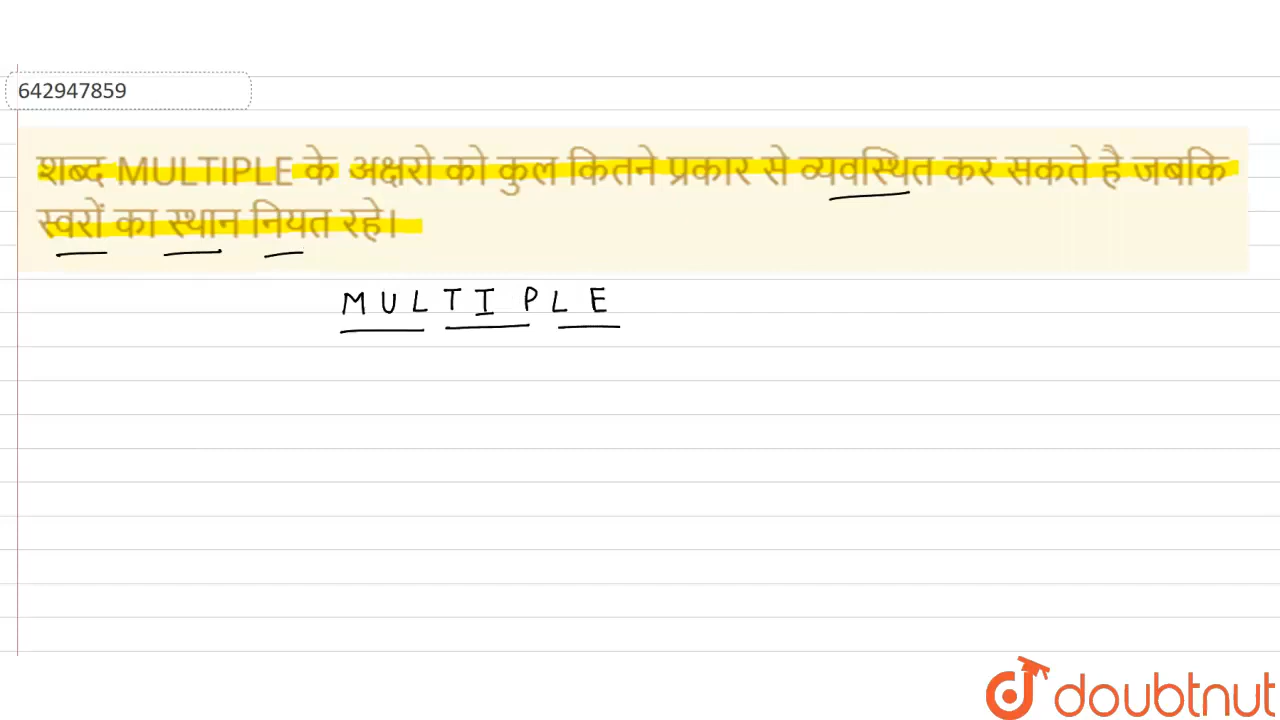 642947859
शब्द MULTIPLE के अक्षरो को कुल कितने प्रकार से व्यवस्थित कर सकते है जबकि
स्वरों का स्थान नियत रहे।
M U L T I P L E
doubtnut